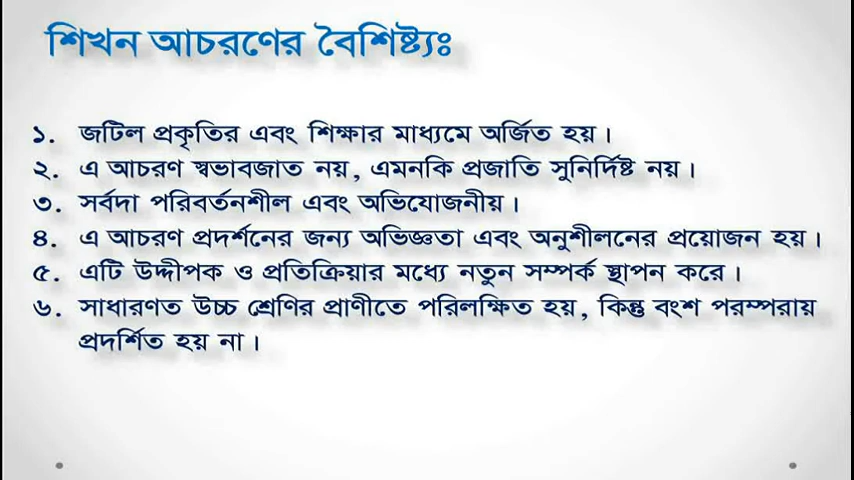 শিখন আচরণের বৈশিষ্ট্যঃ
১. জটিল প্রকৃতির এবং শিক্ষার মাধ্যমে অর্জিত হয়।
২. এ আচরণ স্বভাবজাত নয়, এমনকি প্রজাতি সুনির্দিষ্ট নয়।
৩. সর্বদা পরিবর্তনশীল এবং অভিযোজনীয়।
৪. এ আচরণ প্রদর্শনের জন্য অভিজ্ঞতা এবং অনুশীলনের প্রয়োজন হয়।
৫. এটি উদ্দীপক ও প্রতিক্রিয়ার মধ্যে নতুন সম্পর্ক স্থাপন করে।
৬. সাধারণত উচ্চ শ্রেণির প্রাণীতে পরিলক্ষিত হয়, কিন্তু বংশ পরম্পরায়
প্রদর্শিত হয় না।